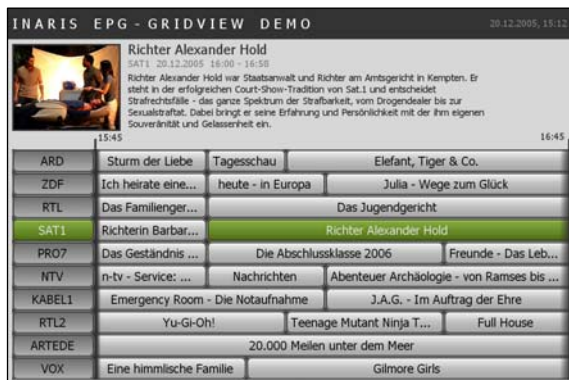 INARIS EPG - GRIDVIEW DEMO 20.12.2005, 15:12
Richter Alexander Hold
SAT1 20.12.2005 16:00 - 16:58
Richter Alexander Hold war Staatsanwalt und Richter am Amtsgericht in Kempten. Er
steht in der erfolgreichen Court-Show-Tradition von Sat.1 und entscheidet
Strafrechtsfälle - das ganze Spektrum der Strafbarkeit, vom Drogendealer bis zur
Sexualstraftat. Dabei bringt er seine Erfahrung und Persönlichkeit mit der ihm eigenen
Souveränität und Gelassenheit ein.
15:45 16:45
ARD Sturm der Liebe Tagesschau Elefant, Tiger & Co.
ZDF Ich heirate eine... heute - in Europa Julia - Wege zum Glück
RTL Das Familienger... Das Jugendgericht
SAT1 Richterin Barbar... Richter Alexander Hold
PRO7 Das Geständnis ... Die Abschlussklasse 2006 Freunde - Das Leb...
NTV n-tv - Service: ... Nachrichten Abenteuer Archäologie - von Ramses bis ...
KABEL1 Emergency Room - Die Notaufnahme J.A.G. - Im Auftrag der Ehre
RTL2 Yu-Gi-Oh! Teenage Mutant Ninja T... Full House
ARTEDE 20.000 Meilen unter dem Meer
VOX Eine himmlische Familie Gilmore Girls